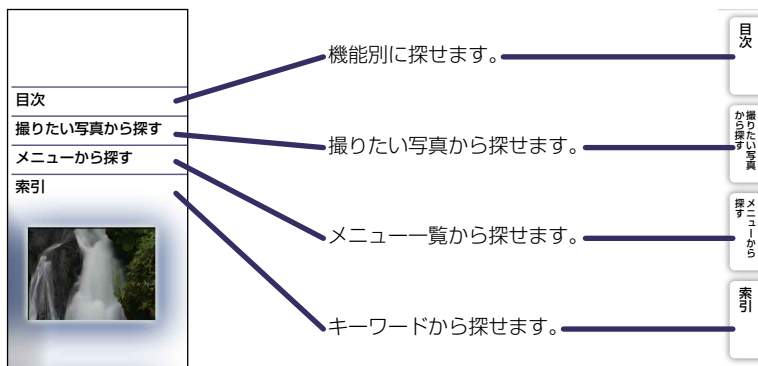 目次
撮りたい写真から探す
メニューから探す
索引
機能別に探せます。
撮りたい写真から探せます。
メニュー一覧から探せます。
キーワードから探せます。
目次
撮りたい写真
から探す
メニューから
探す
索引